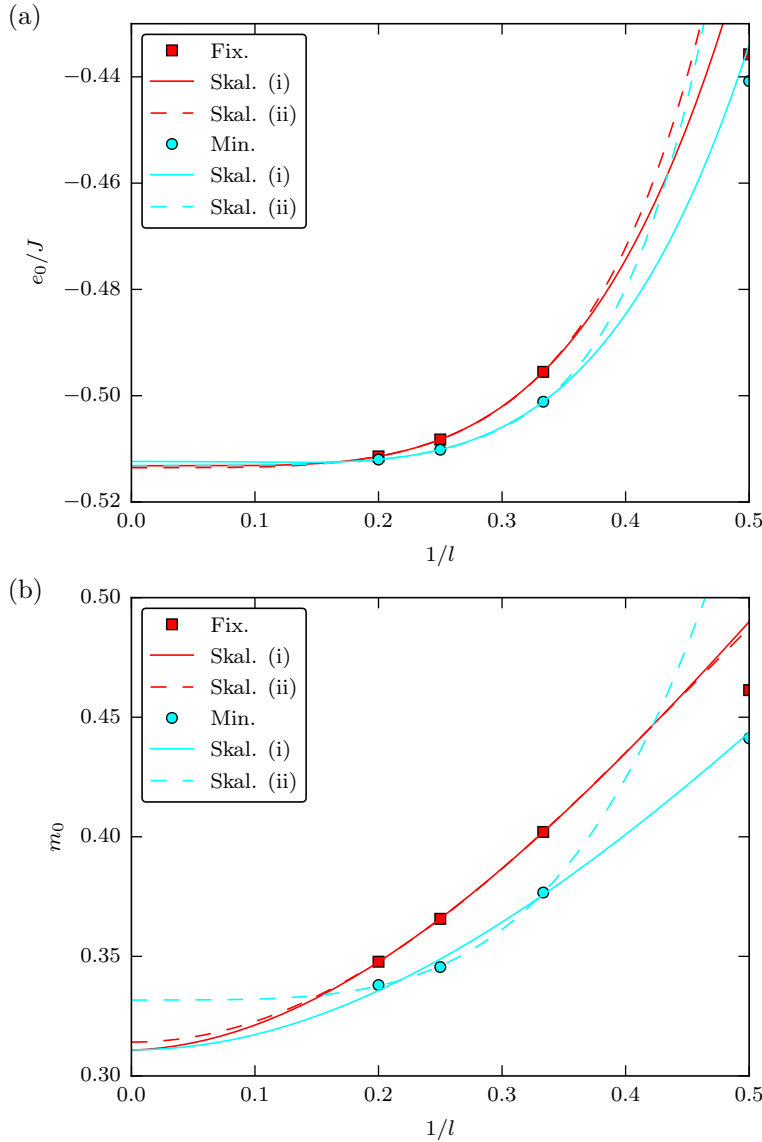 (a)
−0.44
−0.46
−0.48
−0.50
−0.52
e₀/J
Fix.
Skal. (i)
Skal. (ii)
Min.
Skal. (i)
Skal. (ii)
0.0 0.1 0.2 0.3 0.4 0.5
1/l
(b)
0.50
0.45
0.40
0.35
0.30
m₀
Fix.
Skal. (i)
Skal. (ii)
Min.
Skal. (i)
Skal. (ii)
0.0 0.1 0.2 0.3 0.4 0.5
1/l